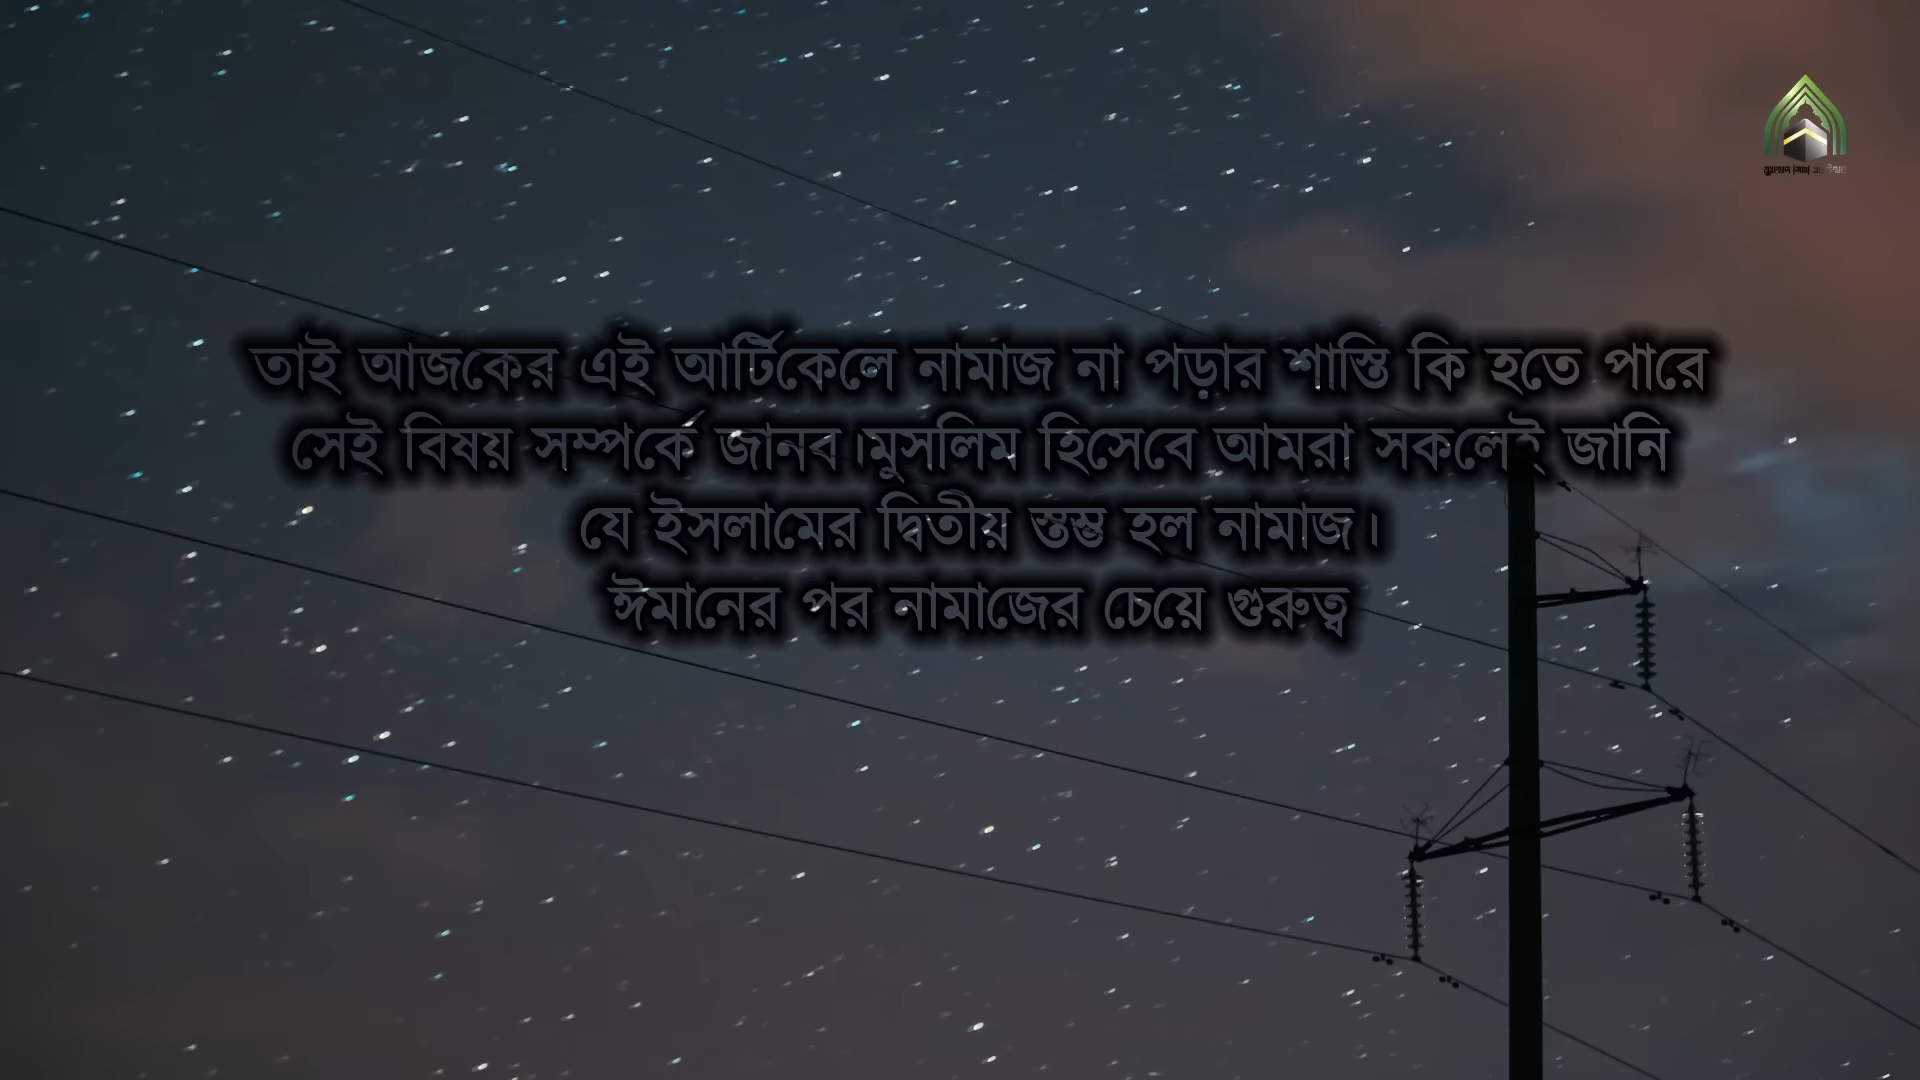 তাই আজকের এই আর্টিকেলে নামাজ না পড়ার শাস্তি কি হতে পারে
সেই বিষয় সম্পর্কে জানব।মুসলিম হিসেবে আমরা সকলেই জানি
যে ইসলামের দ্বিতীয় স্তম্ভ হল নামাজ।
ঈমানের পর নামাজের চেয়ে গুরুত্ব